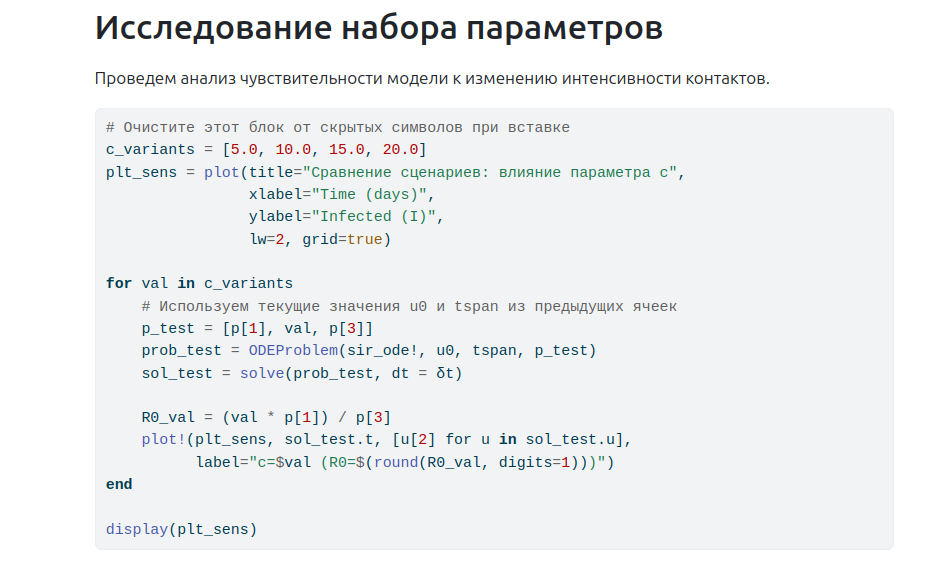 Исследование набора параметров
Проведем анализ чувствительности модели к изменению интенсивности контактов.
# Очистите этот блок от скрытых символов при вставке
c_variants = [5.0, 10.0, 15.0, 20.0]
plt_sens = plot(title="Сравнение сценариев: влияние параметра c",
                xlabel="Time (days)",
                ylabel="Infected (I)",
                lw=2, grid=true)
for val in c_variants
    # Используем текущие значения u0 и tspan из предыдущих ячеек
    p_test = [p[1], val, p[3]]
    prob_test = ODEProblem(sir_ode!, u0, tspan, p_test)
    sol_test = solve(prob_test, dt = δt)
    R0_val = (val * p[1]) / p[3]
    plot!(plt_sens, sol_test.t, [u[2] for u in sol_test.u],
          label="c=$val (R0=$(round(R0_val, digits=1)))")
end
display(plt_sens)